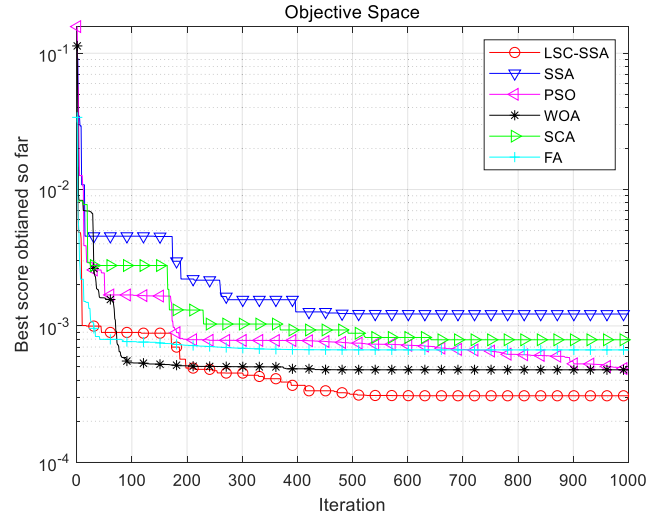 Objective Space
10^-1
10^-2
10^-3
10^-4
Best score obtianed so far
LSC-SSA
SSA
PSO
WOA
SCA
FA
0 100 200 300 400 500 600 700 800 900 1000
Iteration